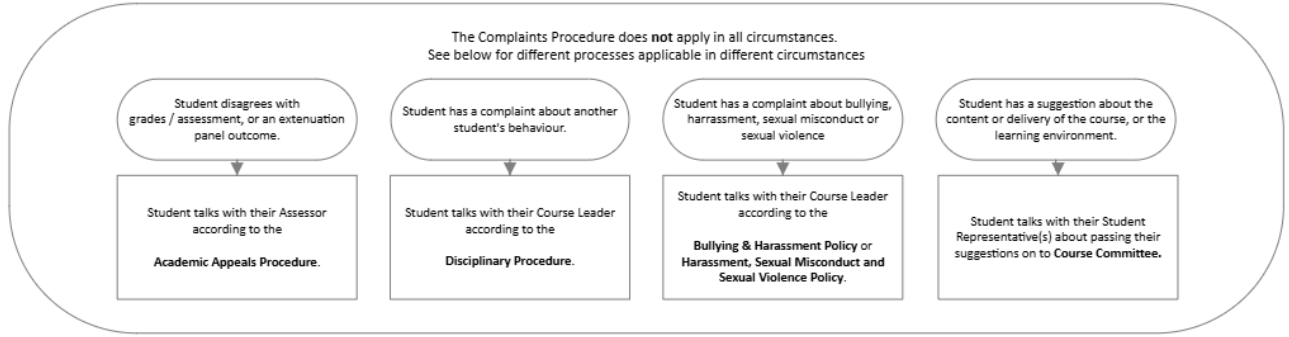 The Complaints Procedure does not apply in all circumstances.
See below for different processes applicable in different circumstances
Student disagrees with
grades / assessment, or an extenuation
panel outcome.
Student talks with their Assessor
according to the
Academic Appeals Procedure.
Student has a complaint about another
student's behaviour.
Student talks with their Course Leader
according to the
Disciplinary Procedure.
Student has a complaint about bullying,
harrassment, sexual misconduct or
sexual violence
Student talks with their Course Leader
according to the
Bullying & Harassment Policy or
Harassment, Sexual Misconduct and
Sexual Violence Policy.
Student has a suggestion about the
content or delivery of the course, or the
learning environment.
Student talks with their Student
Representative(s) about passing their
suggestions on to Course Committee.